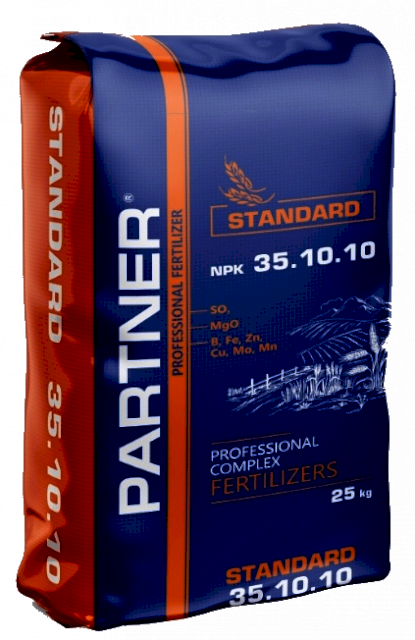 STANDARD 35.10.10
PARTNER®
PROFESSIONAL FERTILIZER
STANDARD
NPK 35.10.10
SO₃
MgO
B, Fe, Zn,
Cu, Mo, Mn
PROFESSIONAL
COMPLEX
FERTILIZERS
25 kg
STANDARD
35.10.10